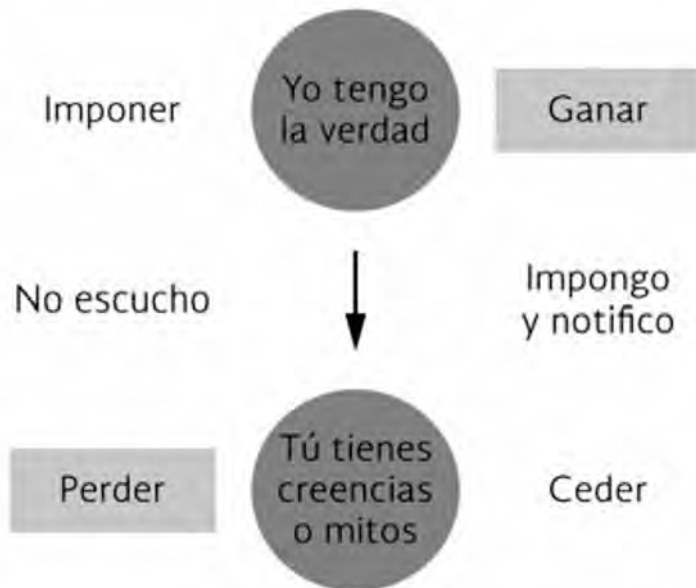 Imponer
Yo tengo
la verdad
Ganar
No escucho
Impongo
y notifico
Perder
Tú tienes
creencias
o mitos
Ceder